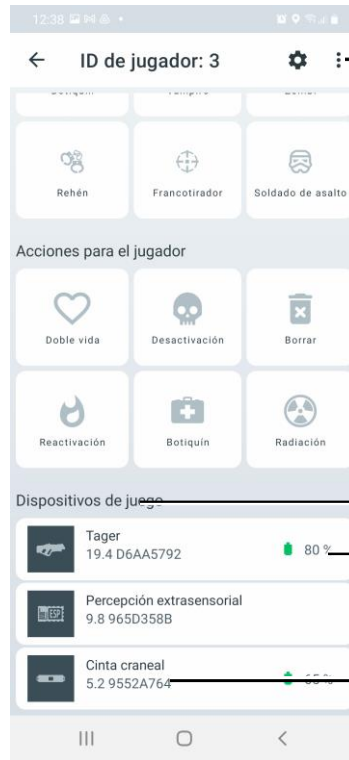 12:38
ID de jugador: 3
Rehén
Francotirador
Soldado de asalto
Acciones para el jugador
Doble vida
Desactivación
Borrar
Reactivación
Botiquín
Radiación
Dispositivos de juego
Tager
19.4 D6AA5792
80 %
Percepción extrasensorial
ESP
9.8 965D358B
Cinta craneal
5.2 9552A764